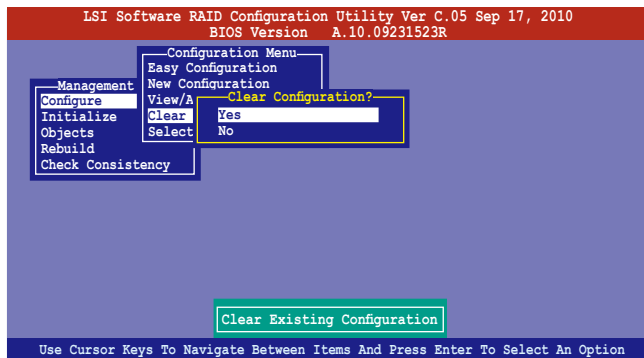 LSI Software RAID Configuration Utility Ver C.05 Sep 17, 2010
BIOS Version A.10.09231523R
Configuration Menu
Easy Configuration
New Configuration
View/A
Clear
Select
Management
Configure
Initialize
Objects
Rebuild
Check Consistency
Clear Configuration?
Yes
No
Clear Existing Configuration
Use Cursor Keys To Navigate Between Items And Press Enter To Select An Option